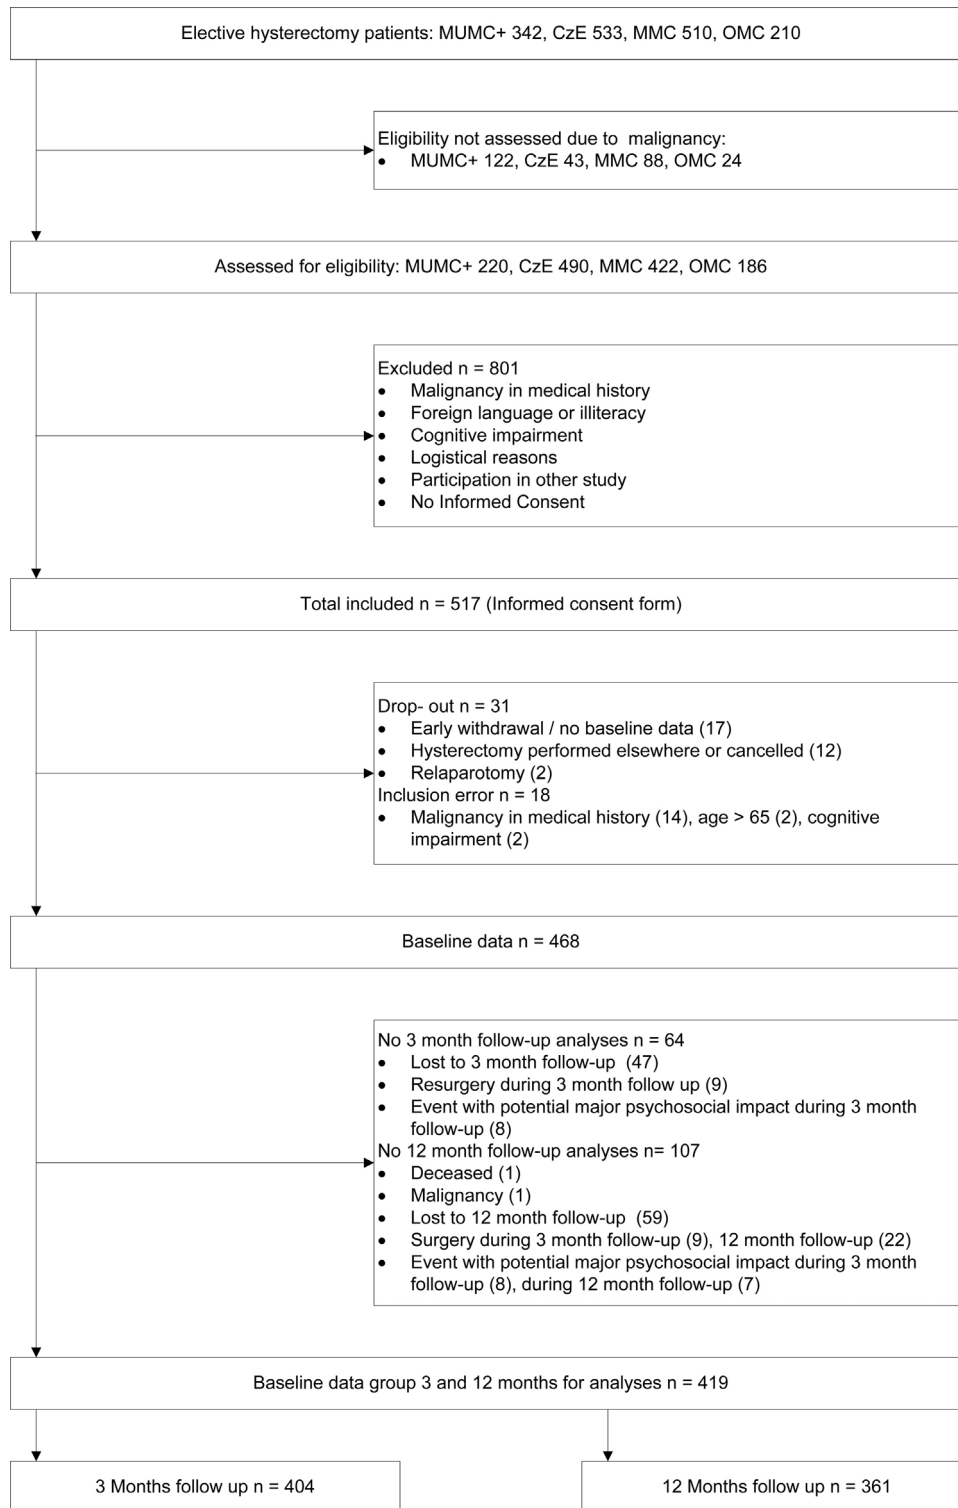 Elective hysterectomy patients: MUMC+ 342, CzE 533, MMC 510, OMC 210
Eligibility not assessed due to  malignancy:
• MUMC+ 122, CzE 43, MMC 88, OMC 24
Assessed for eligibility: MUMC+ 220, CzE 490, MMC 422, OMC 186
Excluded n = 801
• Malignancy in medical history
• Foreign language or illiteracy
• Cognitive impairment
• Logistical reasons
• Participation in other study
• No Informed Consent
Total included n = 517 (Informed consent form)
Drop- out n = 31
• Early withdrawal / no baseline data (17)
• Hysterectomy performed elsewhere or cancelled (12)
• Relaparotomy (2)
Inclusion error n = 18
• Malignancy in medical history (14), age > 65 (2), cognitive
impairment (2)
Baseline data n = 468
No 3 month follow-up analyses n = 64
• Lost to 3 month follow-up  (47)
• Resurgery during 3 month follow up (9)
• Event with potential major psychosocial impact during 3 month
follow-up (8)
No 12 month follow-up analyses n= 107
• Deceased (1)
• Malignancy (1)
• Lost to 12 month follow-up  (59)
• Surgery during 3 month follow-up (9), 12 month follow-up (22)
• Event with potential major psychosocial impact during 3 month
follow-up (8), during 12 month follow-up (7)
Baseline data group 3 and 12 months for analyses n = 419
3 Months follow up n = 404
12 Months follow up n = 361